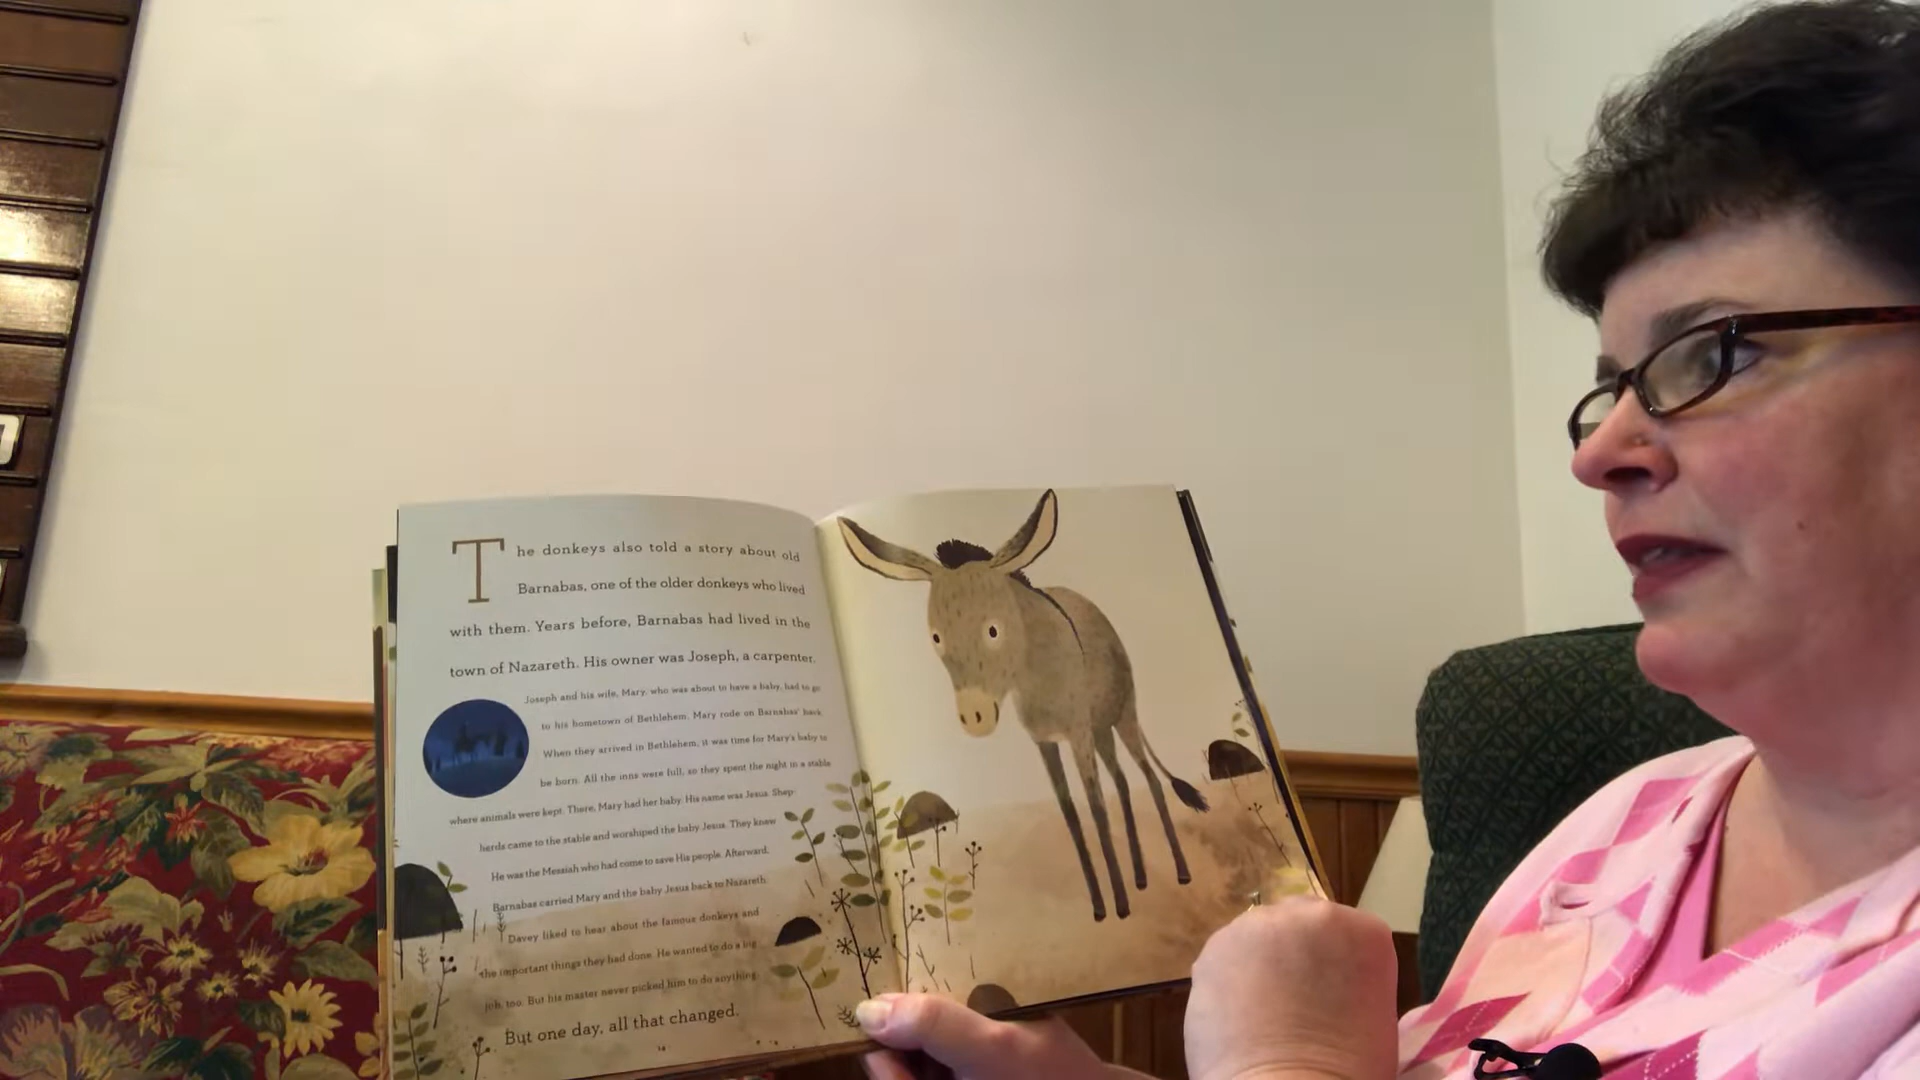 The donkeys also told a story about old
Barnabas, one of the older donkeys who lived
with them. Years before, Barnabas had lived in the
town of Nazareth. His owner was Joseph, a carpenter.
Joseph and his wife, Mary, who was about to have a baby, had to go
to his hometown of Bethlehem. Mary rode on Barnabas' back.
When they arrived in Bethlehem, it was time for Mary's baby to
be born. All the inns were full, so they spent the night in a stable
where animals were kept. There, Mary had her baby. His name was Jesus. Shep-
herds came to the stable and worshiped the baby Jesus. They knew
He was the Messiah who had come to save His people. Afterward,
Barnabas carried Mary and the baby Jesus back to Nazareth.
Davey liked to hear about the famous donkeys and
the important things they had done. He wanted to do a big
job, too. But his master never picked him to do anything.
But one day, all that changed.